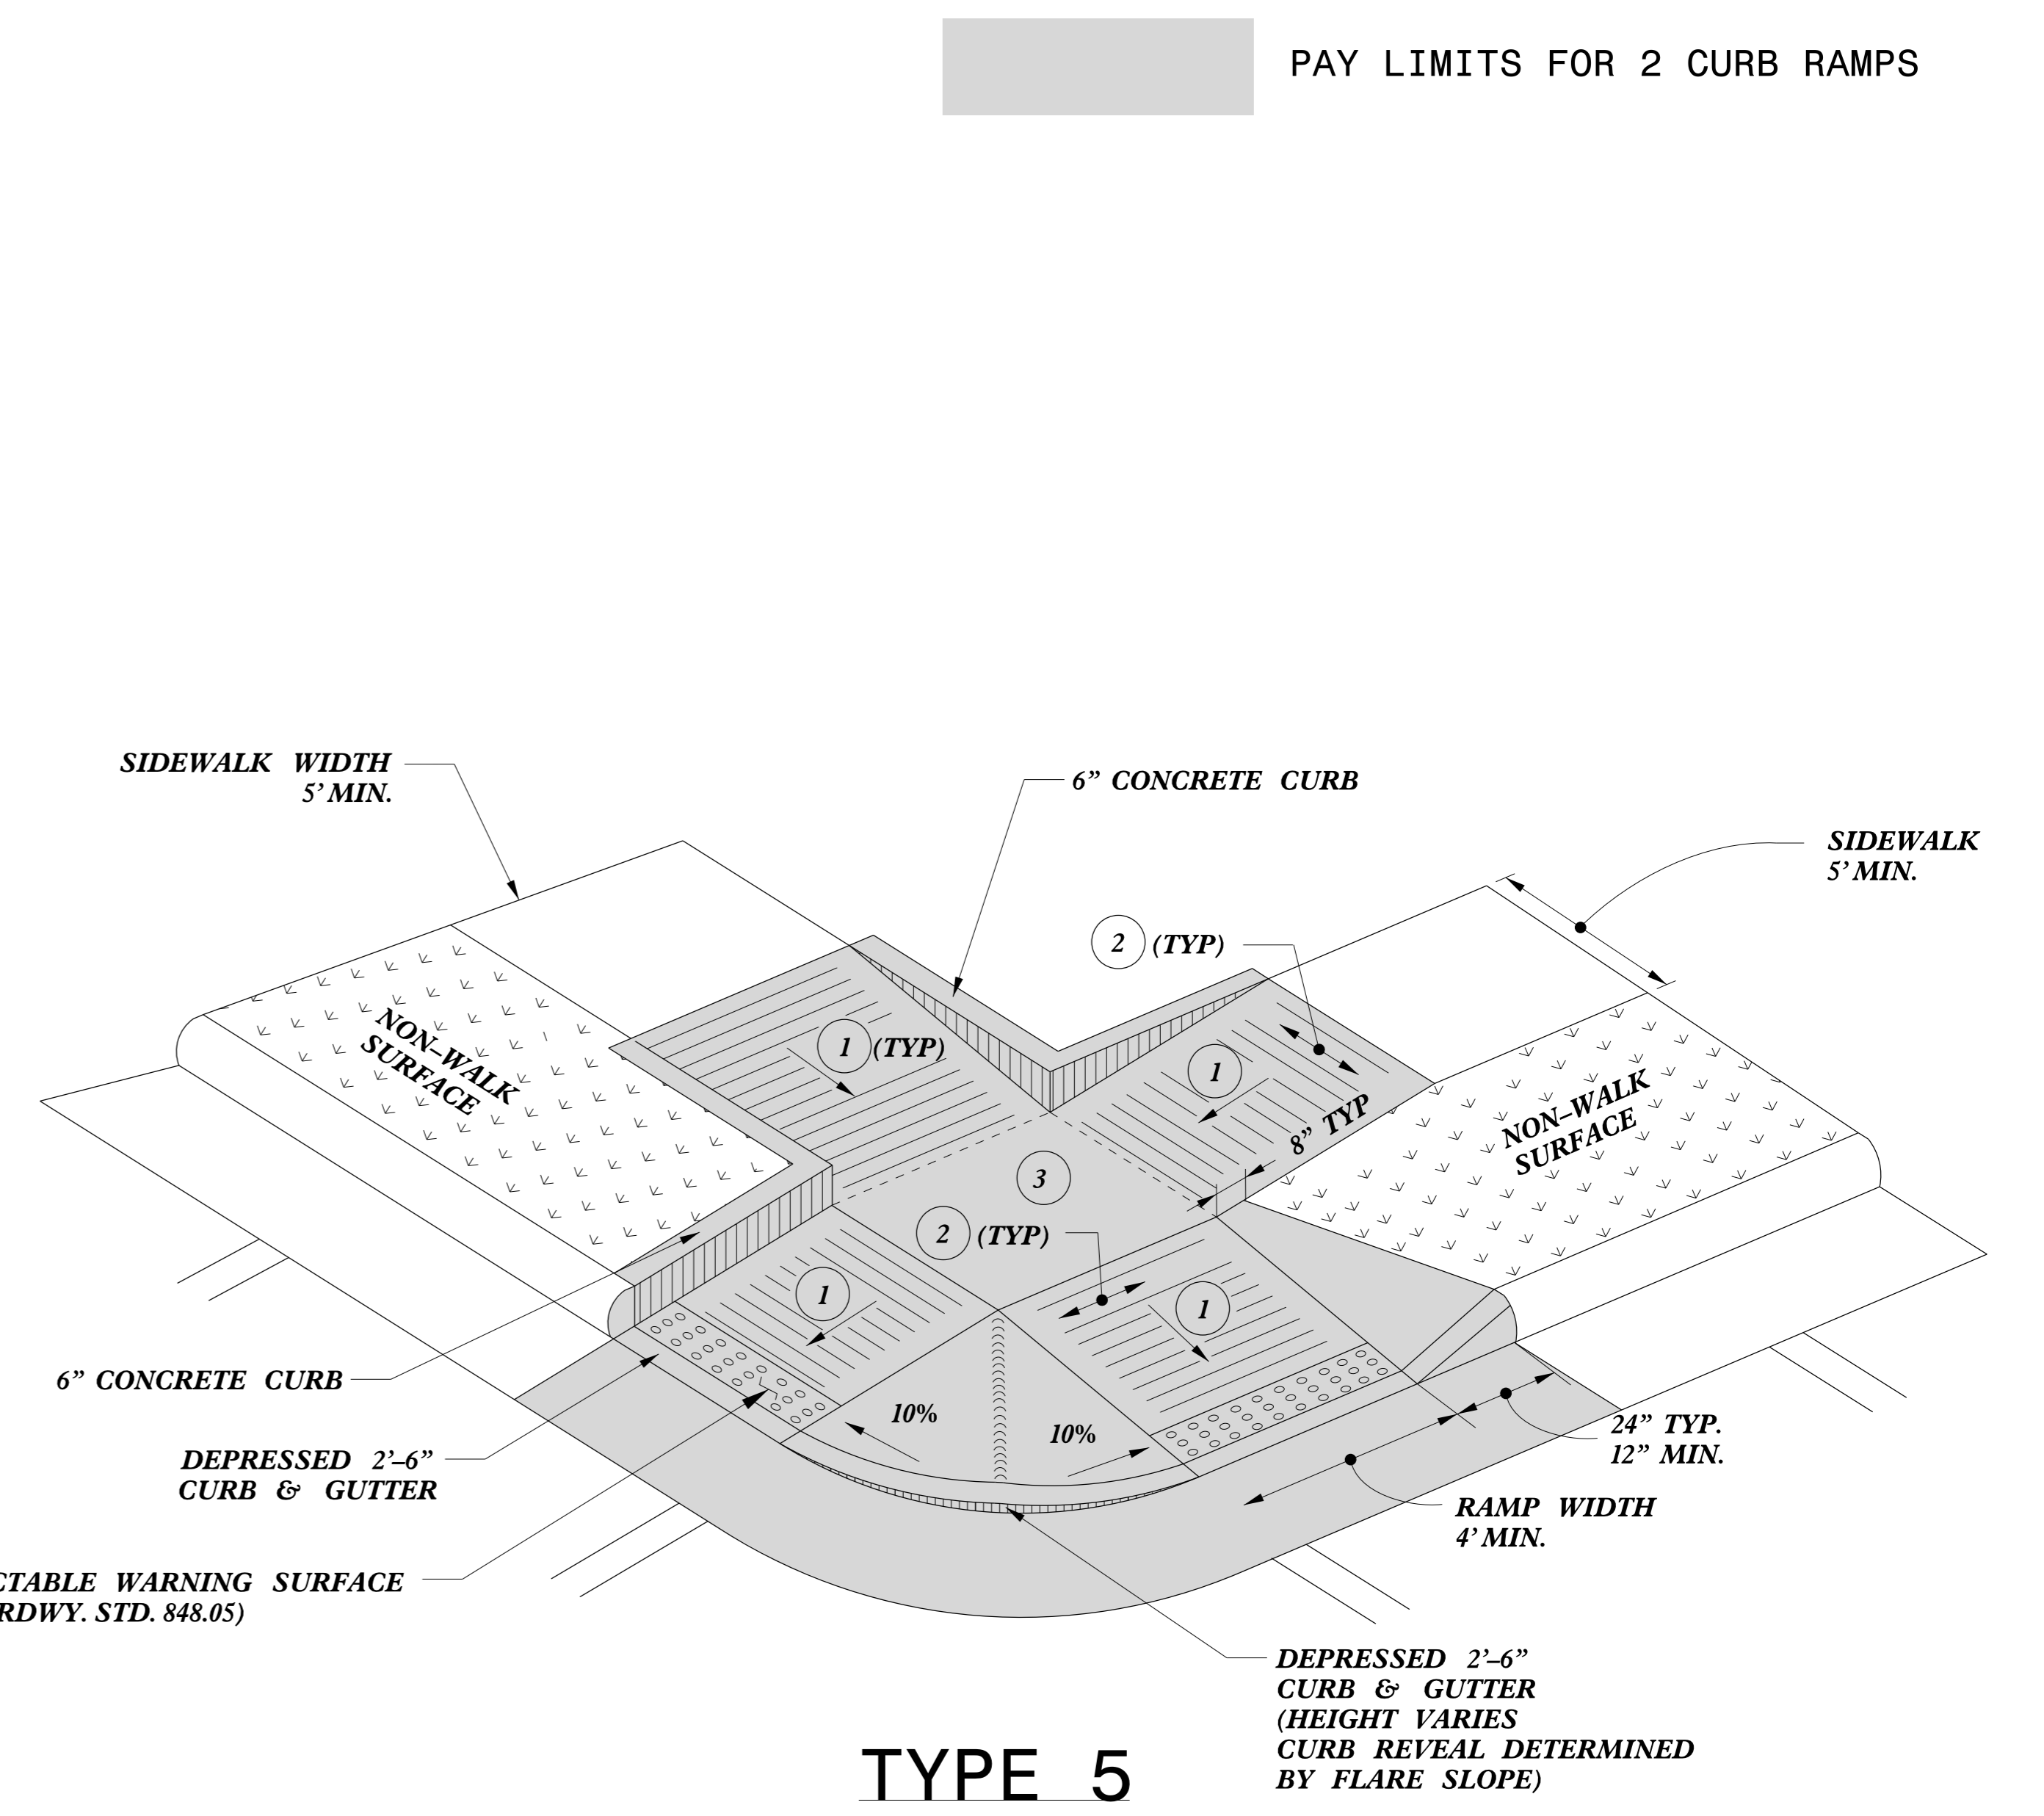 PAY LIMITS FOR 2 CURB RAMPS
SIDEWALK WIDTH
5' MIN.
6" CONCRETE CURB
SIDEWALK
5' MIN.
2 (TYP)
NON-WALK
SURFACE
1 (TYP)
1
8" TYP
NON-WALK
SURFACE
3
2 (TYP)
1
1
6" CONCRETE CURB
10%
10%
24" TYP.
12" MIN.
DEPRESSED 2'-6"
CURB & GUTTER
RAMP WIDTH
4' MIN.
CTABLE WARNING SURFACE
RDWY. STD. 848.05)
DEPRESSED 2'-6"
CURB & GUTTER
(HEIGHT VARIES
CURB REVEAL DETERMINED
BY FLARE SLOPE)
TYPE 5